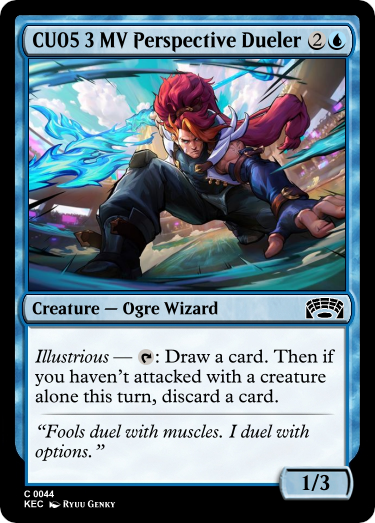 CU05 3 MV Perspective Dueler 2
Creature — Ogre Wizard
Illustrious — : Draw a card. Then if
you haven't attacked with a creature
alone this turn, discard a card.
“Fools duel with muscles. I duel with
options.”
1/3
C 0044
KEC Ryuu Genky